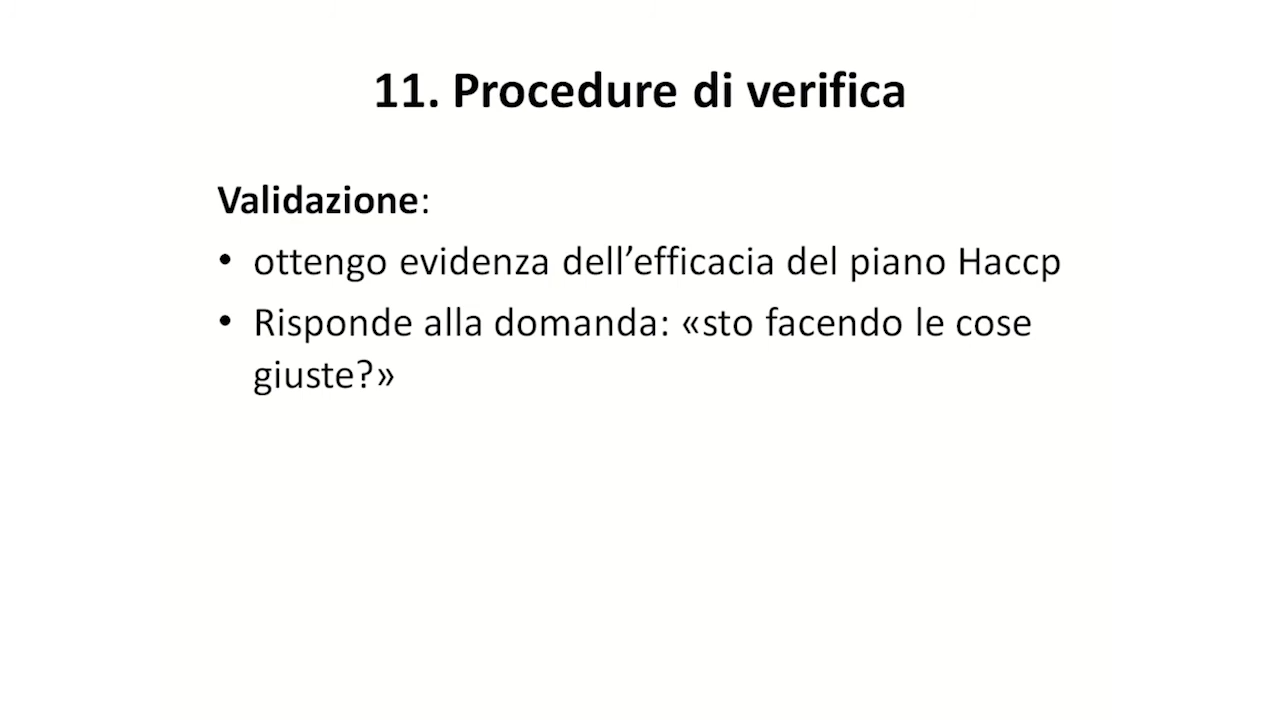 11. Procedure di verifica
Validazione:
• ottengo evidenza dell’efficacia del piano Haccp
• Risponde alla domanda: «sto facendo le cose
giuste?»